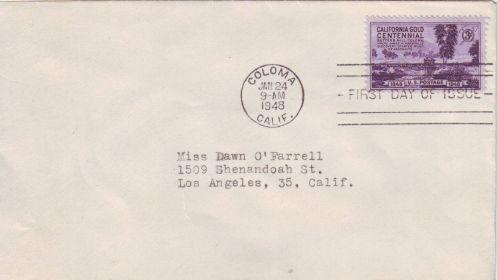 CALIFORNIA GOLD
CENTENNIAL
3¢
1848 U.S. POSTAGE 1948
COLOMA
JAN 24
9-AM
1948
CALIF.
FIRST DAY OF ISSUE
Miss Dawn O'Farrell
1509 Shenandoah St.
Los Angeles, 35, Calif.